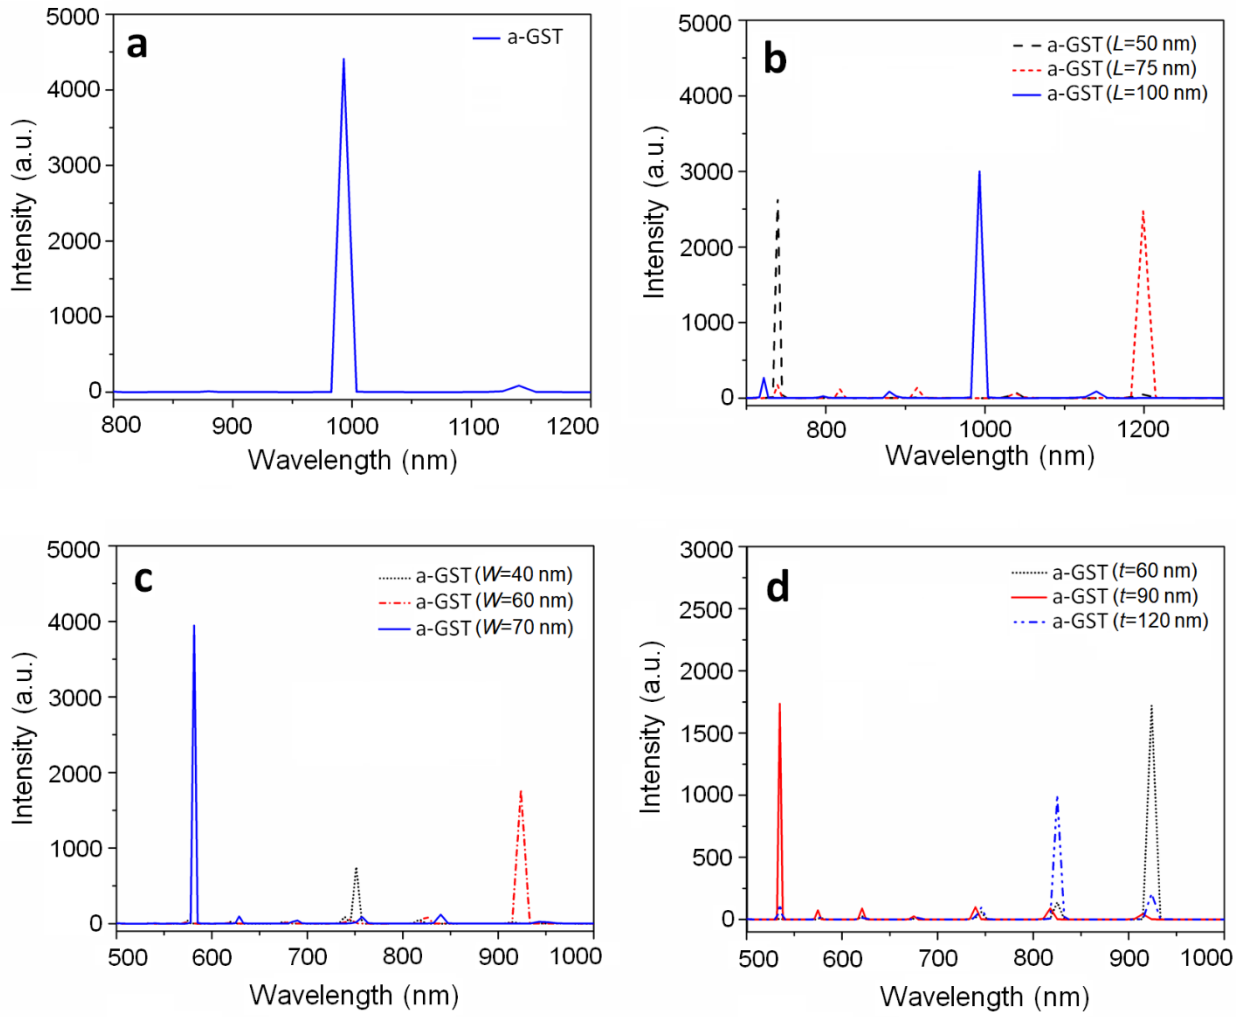 a
a-GST
5000
4000
3000
2000
1000
0
Intensity (a.u.)
800 900 1000 1100 1200
Wavelength (nm)
b
a-GST (L=50 nm)
a-GST (L=75 nm)
a-GST (L=100 nm)
5000
4000
3000
2000
1000
0
Intensity (a.u.)
800 1000 1200
Wavelength (nm)
c
a-GST (W=40 nm)
a-GST (W=60 nm)
a-GST (W=70 nm)
5000
4000
3000
2000
1000
0
Intensity (a.u.)
500 600 700 800 900 1000
Wavelength (nm)
d
a-GST (t=60 nm)
a-GST (t=90 nm)
a-GST (t=120 nm)
3000
2500
2000
1500
1000
500
0
Intensity (a.u.)
500 600 700 800 900 1000
Wavelength (nm)